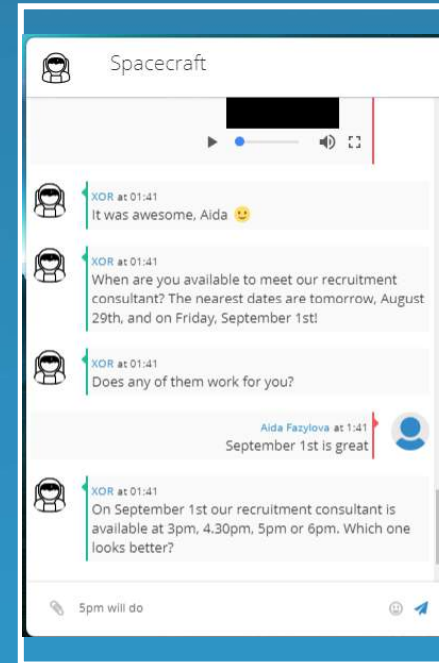 Spacecraft
XOR at 01:41
It was awesome, Aida 🙂
XOR at 01:41
When are you available to meet our recruitment
consultant? The nearest dates are tomorrow, August
29th, and on Friday, September 1st!
XOR at 01:41
Does any of them work for you?
Aida Fazylova at 1:41
September 1st is great
XOR at 01:41
On September 1st our recruitment consultant is
available at 3pm, 4.30pm, 5pm or 6pm. Which one
looks better?
5pm will do